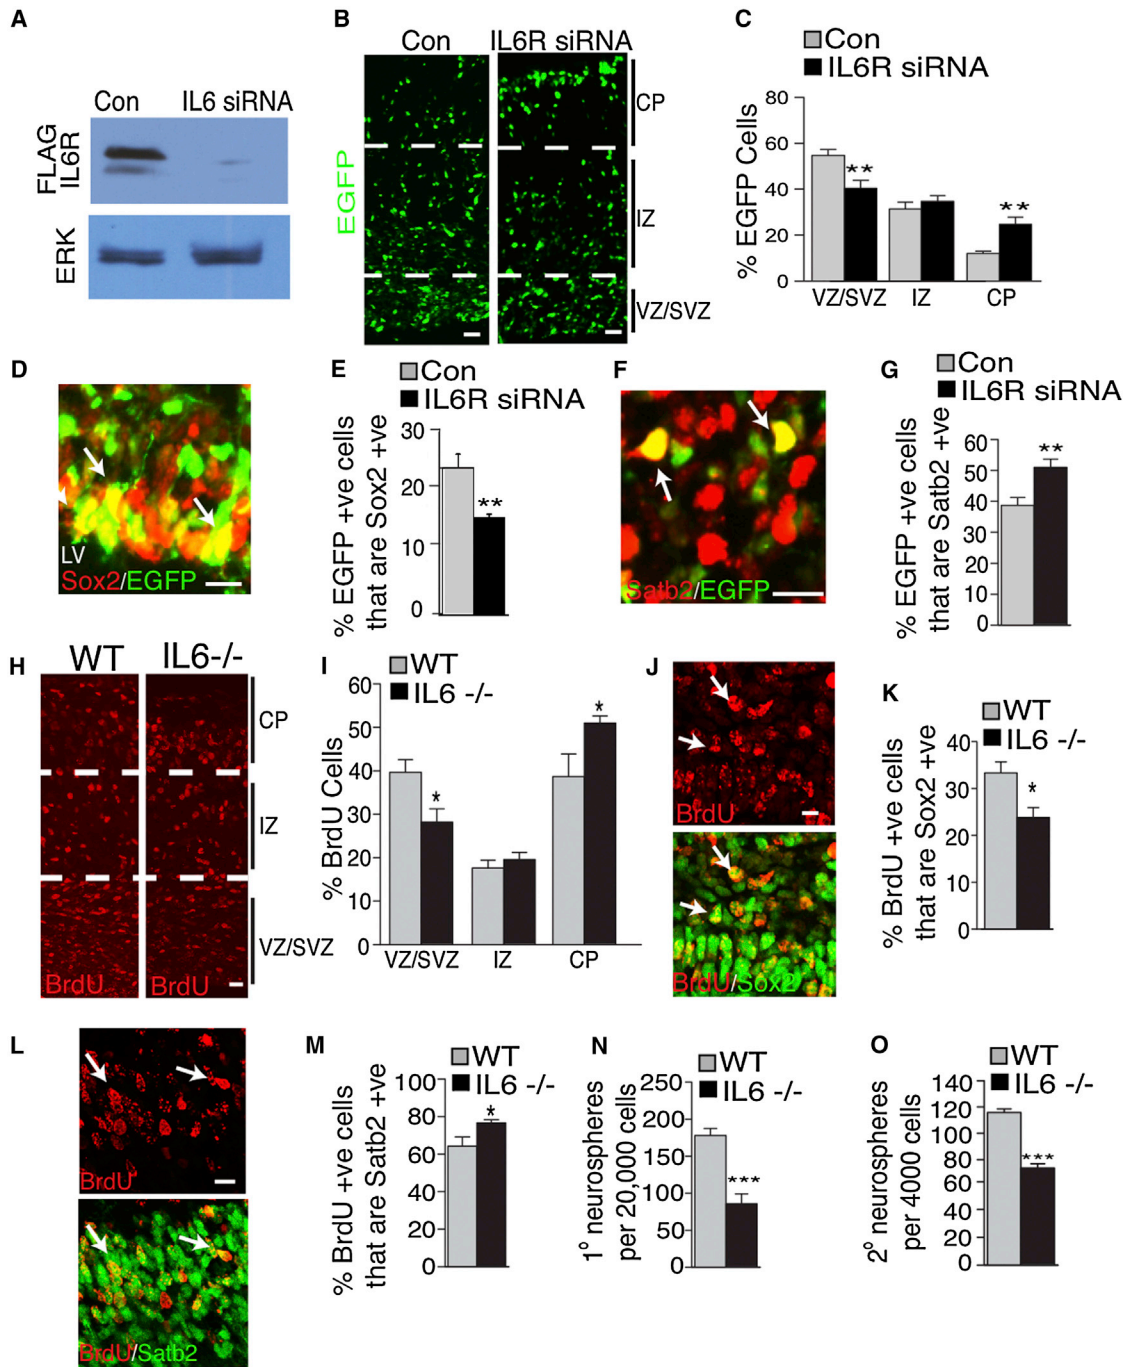 A
Con
IL6 siRNA
FLAG
IL6R
ERK
B
Con
IL6R siRNA
EGFP
CP
IZ
VZ/SVZ
C
Con
IL6R siRNA
% EGFP Cells
80
60
40
20
0
**
**
VZ/SVZ
IZ
CP
D
LV
Sox2/EGFP
E
Con
IL6R siRNA
% EGFP +ve cells
that are Sox2 +ve
30
20
10
0
**
F
Satb2/EGFP
G
Con
IL6R siRNA
% EGFP +ve cells
that are Satb2 +ve
60
50
40
30
20
10
0
**
H
WT
IL6-/-
CP
IZ
VZ/SVZ
BrdU
BrdU
I
WT
IL6 -/-
% BrdU Cells
60
50
40
30
20
10
0
*
*
VZ/SVZ
IZ
CP
J
BrdU
BrdU/Sox2
K
WT
IL6 -/-
% BrdU +ve cells
that are Sox2 +ve
40
30
20
10
0
*
L
BrdU
BrdU/Satb2
M
WT
IL6 -/-
% BrdU +ve cells
that are Satb2 +ve
100
80
60
40
20
0
*
N
WT
IL6 -/-
1° neurospheres
per 20,000 cells
250
200
150
100
50
0
***
O
WT
IL6 -/-
2° neurospheres
per 4000 cells
140
120
100
80
60
40
20
0
***